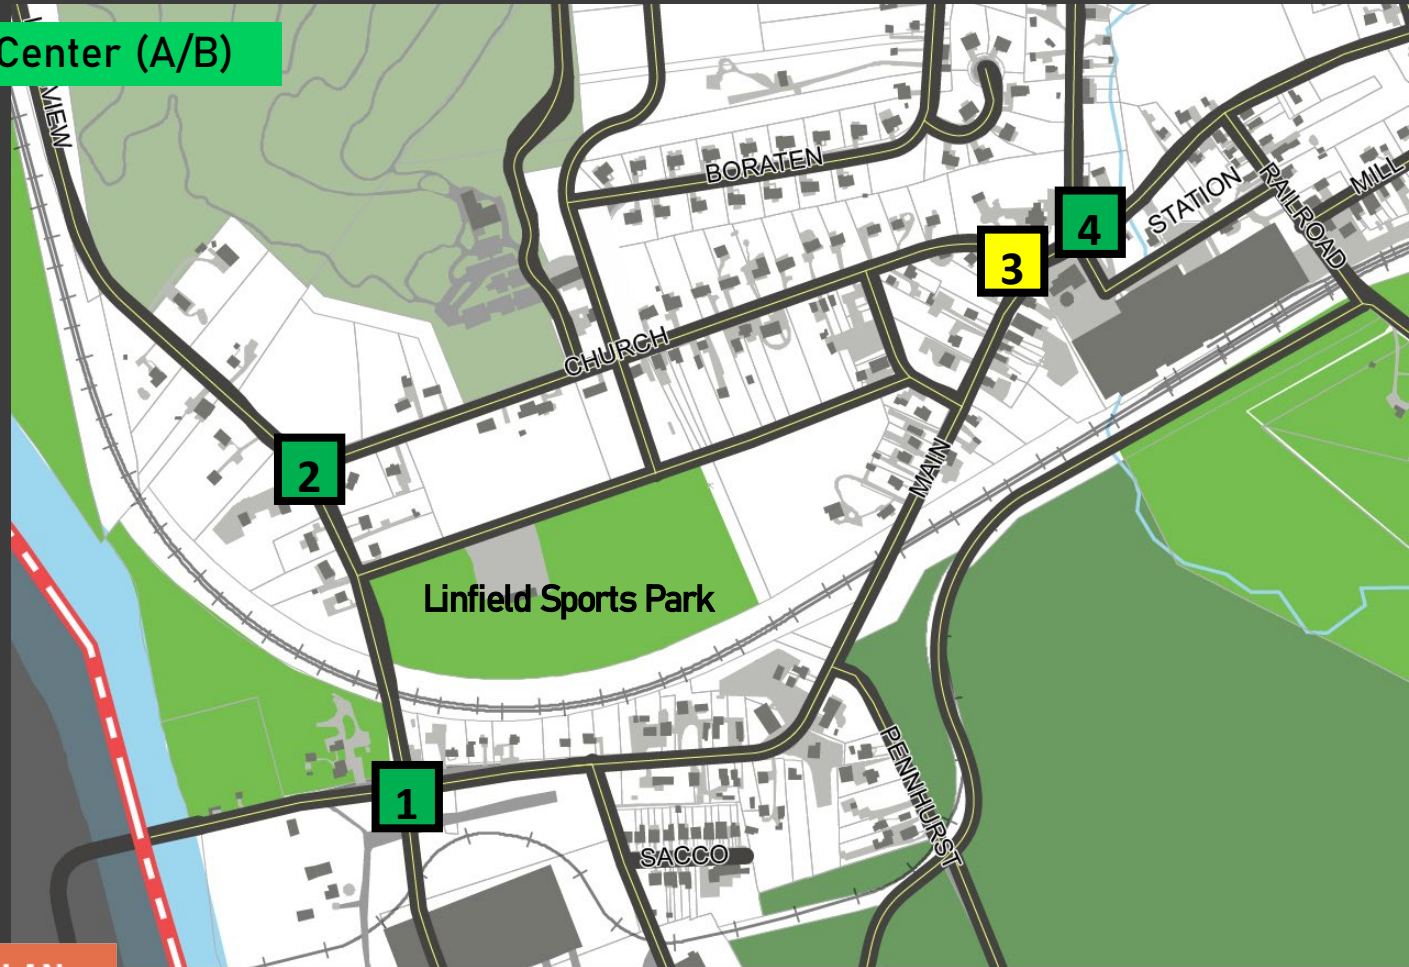 Center (A/B)
VIEW
BORATEN
STATION
RAILROAD
MILL
4
3
CHURCH
2
MAIN
Linfield Sports Park
PENNHURST
1
SACCO